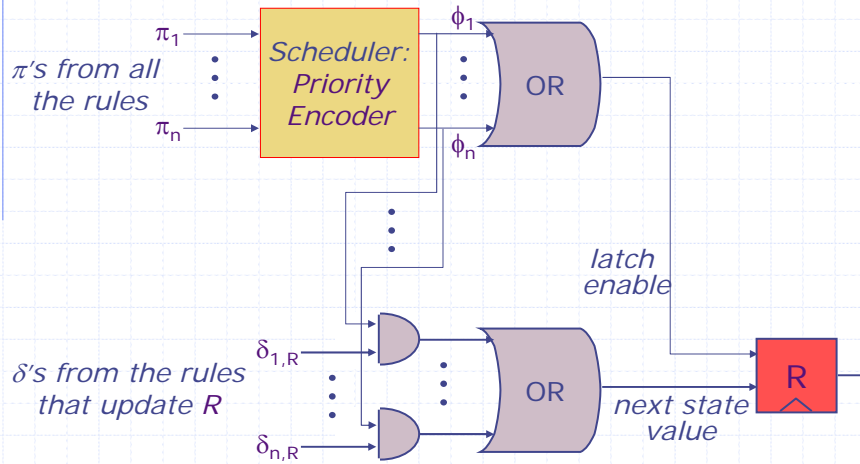 π1
π's from all
the rules
πn
Scheduler:
Priority
Encoder
ϕ1
ϕn
OR
latch
enable
δ1,R
δ's from the rules
that update R
δn,R
OR
next state
value
R